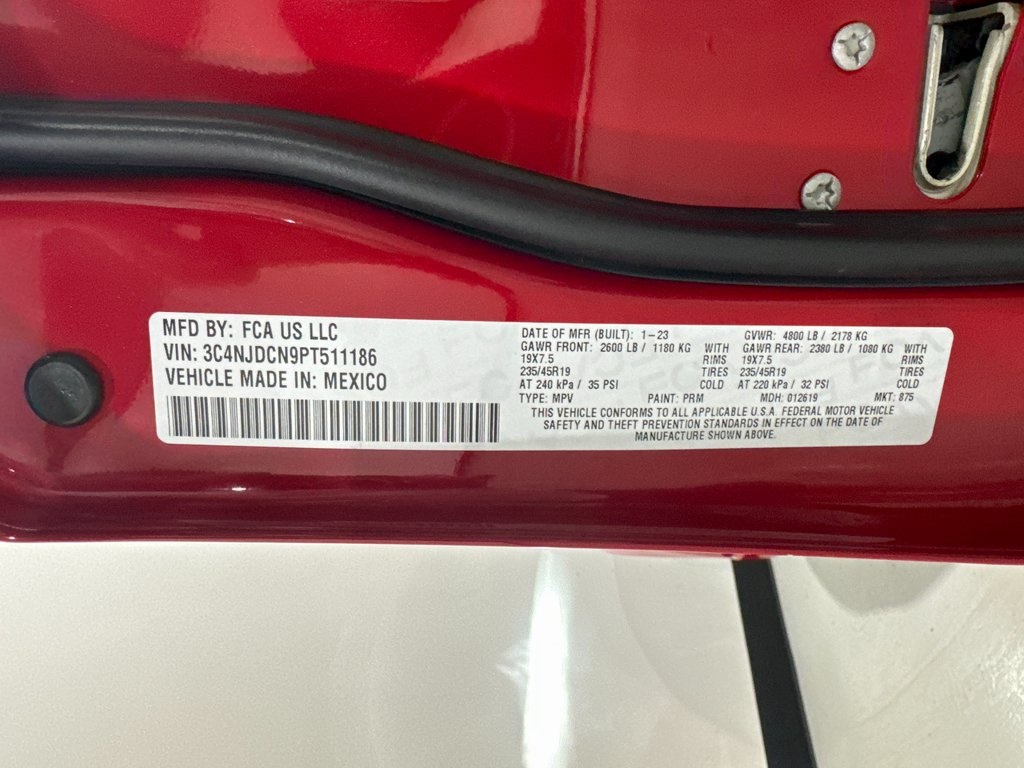 MFD BY: FCA US LLC
VIN: 3C4NJDCN9PT511186
VEHICLE MADE IN: MEXICO
DATE OF MFR (BUILT): 1-23 GVWR: 4800 LB / 2178 KG
GAWR FRONT: 2600 LB / 1180 KG WITH GAWR REAR: 2380 LB / 1080 KG WITH
19X7.5 RIMS 19X7.5 RIMS
235/45R19 TIRES 235/45R19 TIRES
AT 240 kPa / 35 PSI COLD AT 220 kPa / 32 PSI COLD
TYPE: MPV PAINT: PRM MDH: 012619 MKT: 875
THIS VEHICLE CONFORMS TO ALL APPLICABLE U.S.A. FEDERAL MOTOR VEHICLE
SAFETY AND THEFT PREVENTION STANDARDS IN EFFECT ON THE DATE OF
MANUFACTURE SHOWN ABOVE.